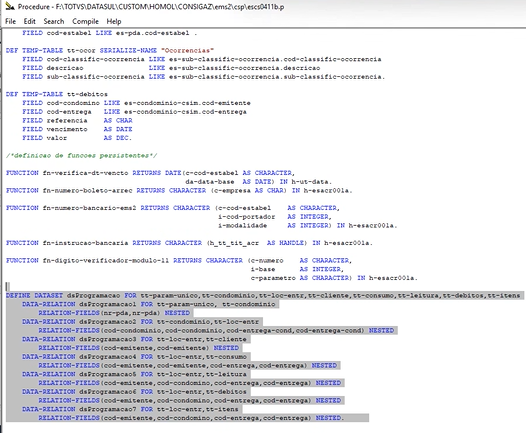 Procedure - F:\TOTVS\DATASUL\CUSTOM\HOMOL\CONSIGAZ\ems2\csp\escs0411b.p
File Edit Search Compile Help
FIELD cod-estabel LIKE es-pda.cod-estabel .
DEF TEMP-TABLE tt-ocor SERIALIZE-NAME "Ocorrencias"
FIELD cod-classific-ocorrencia LIKE es-sub-classific-ocorrencia.cod-classific-ocorrencia
FIELD descricao LIKE es-sub-classific-ocorrencia.descricao
FIELD sub-classific-ocorrencia LIKE es-sub-classific-ocorrencia.sub-classific-ocorrencia.
DEF TEMP-TABLE tt-debitos
FIELD cod-condomino LIKE es-condominio-csim.cod-emitente
FIELD cod-entrega LIKE es-condominio-csim.cod-entrega
FIELD referencia AS CHAR
FIELD vencimento AS DATE
FIELD valor AS DEC.
/*definicao de funcoes persistentes*/
FUNCTION fn-verifica-dt-vencto RETURNS DATE(c-cod-estabel AS CHARACTER,
da-data-base AS DATE) IN h-ut-data.
FUNCTION fn-numero-boleto-arrec RETURNS CHARACTER (c-empresa AS CHAR) IN h-esacr001a.
FUNCTION fn-numero-bancario-ems2 RETURNS CHARACTER (c-cod-estabel AS CHARACTER,
i-cod-portador AS INTEGER,
i-modalidade AS INTEGER) IN h-esacr001a.
FUNCTION fn-instrucao-bancaria RETURNS CHARACTER (h_tt_tit_acr AS HANDLE) IN h-esacr001a.
FUNCTION fn-digito-verificador-modulo-11 RETURNS CHARACTER (c-numero AS CHARACTER,
i-base AS INTEGER,
c-parametro AS CHARACTER) IN h-esacr001a.
DEFINE DATASET dsProgramacao FOR tt-param-unico,tt-condominio,tt-loc-entr,tt-cliente,tt-consumo,tt-leitura,tt-debitos,tt-itens
DATA-RELATION dsProgramacao1 FOR tt-param-unico, tt-condominio
RELATION-FIELDS(nr-pda,nr-pda) NESTED
DATA-RELATION dsProgramacao2 FOR tt-condominio,tt-loc-entr
RELATION-FIELDS(cod-condominio,cod-condominio,cod-entrega-cond,cod-entrega-cond) NESTED
DATA-RELATION dsProgramacao3 FOR tt-loc-entr,tt-cliente
RELATION-FIELDS(cod-emitente,cod-emitente) NESTED
DATA-RELATION dsProgramacao4 FOR tt-loc-entr,tt-consumo
RELATION-FIELDS(cod-emitente,cod-emitente,cod-entrega,cod-entrega) NESTED
DATA-RELATION dsProgramacao5 FOR tt-loc-entr,tt-leitura
RELATION-FIELDS(cod-emitente,cod-condomino,cod-entrega,cod-entrega) NESTED
DATA-RELATION dsProgramacao6 FOR tt-loc-entr,tt-debitos
RELATION-FIELDS(cod-emitente,cod-condomino,cod-entrega,cod-entrega) NESTED
DATA-RELATION dsProgramacao7 FOR tt-loc-entr,tt-itens
RELATION-FIELDS(cod-emitente,cod-condomino,cod-entrega,cod-entrega) NESTED.